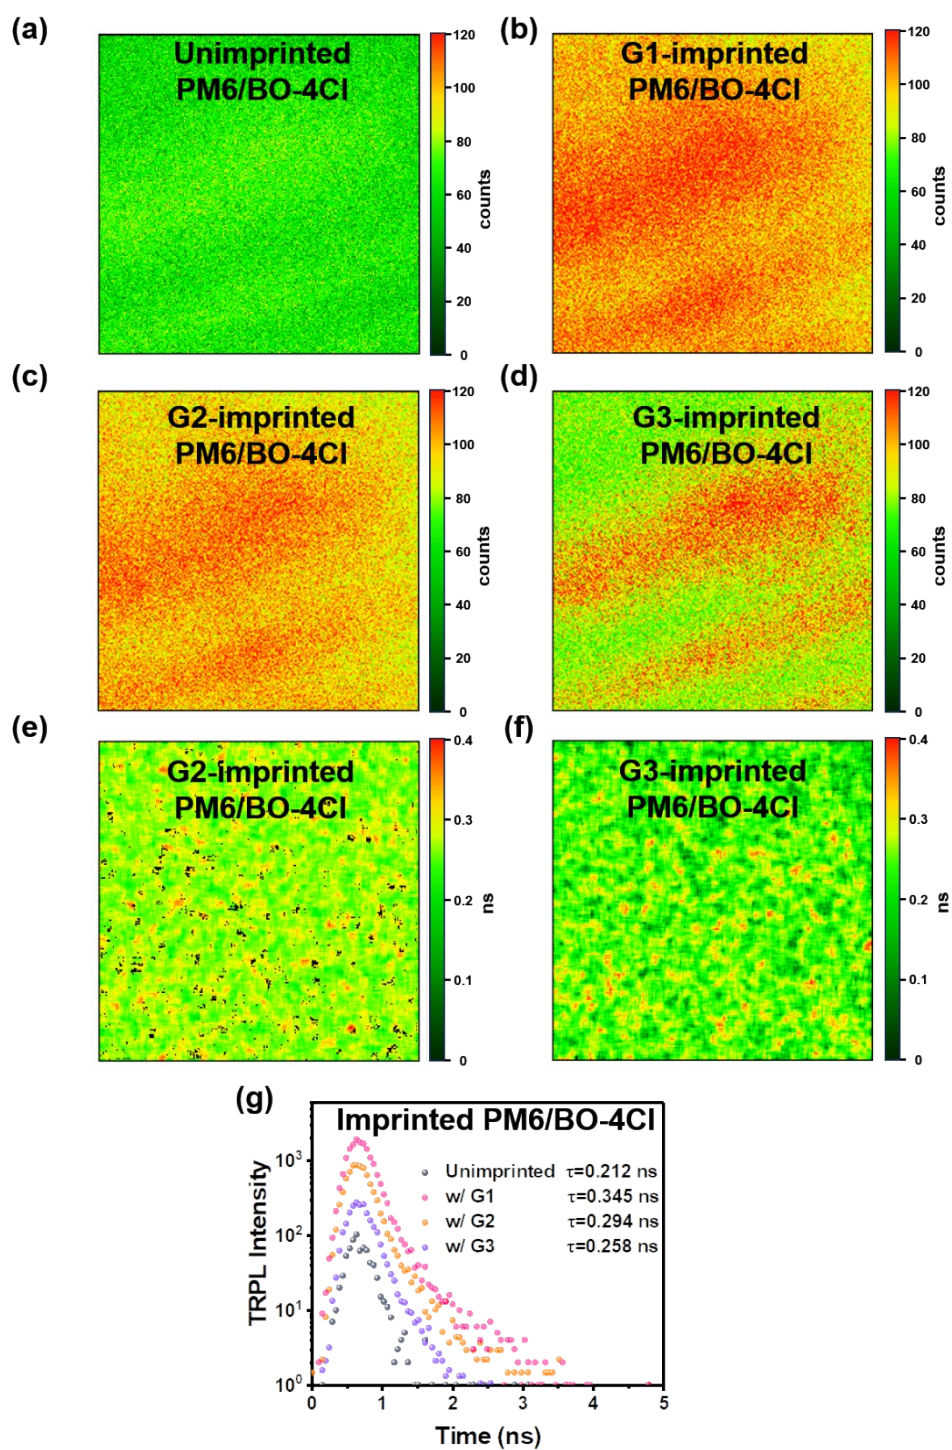 (a)
Unimprinted
PM6/BO-4Cl
120
100
80
60
40
20
0
counts
(b)
G1-imprinted
PM6/BO-4Cl
120
100
80
60
40
20
0
counts
(c)
G2-imprinted
PM6/BO-4Cl
120
100
80
60
40
20
0
counts
(d)
G3-imprinted
PM6/BO-4Cl
120
100
80
60
40
20
0
counts
(e)
G2-imprinted
PM6/BO-4Cl
0.4
0.3
0.2
0.1
0
ns
(f)
G3-imprinted
PM6/BO-4Cl
0.4
0.3
0.2
0.1
0
ns
(g)
Imprinted PM6/BO-4Cl
Unimprinted τ=0.212 ns
w/ G1 τ=0.345 ns
w/ G2 τ=0.294 ns
w/ G3 τ=0.258 ns
TRPL Intensity
10³
10²
10¹
10⁰
0 1 2 3 4 5
Time (ns)